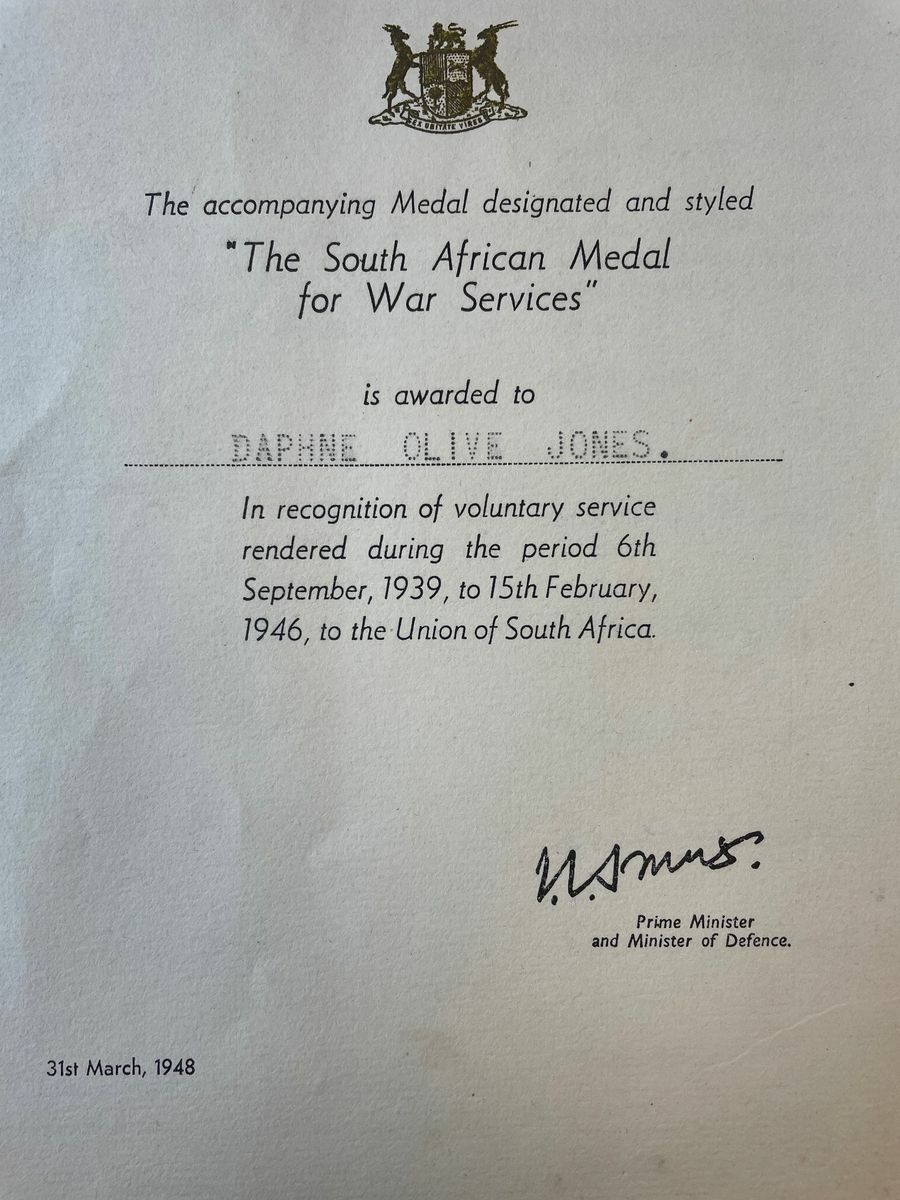 EX UNITATE VIRES
The accompanying Medal designated and styled
"The South African Medal
for War Services"
is awarded to
DAPHNE OLIVE JONES.
In recognition of voluntary service
rendered during the period 6th
September, 1939, to 15th February,
1946, to the Union of South Africa.
J.C. Smuts.
Prime Minister
and Minister of Defence.
31st March, 1948